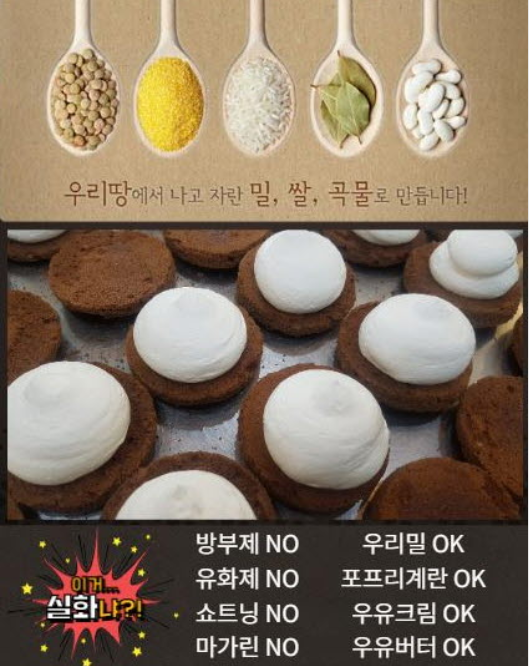 우리땅에서 나고 자란 밀, 쌀, 곡물로 만듭니다!
이거...
실화냐?!
방부제 NO
우리밀 OK
유화제 NO
포프리계란 OK
쇼트닝 NO
우유크림 OK
마가린 NO
우유버터 OK